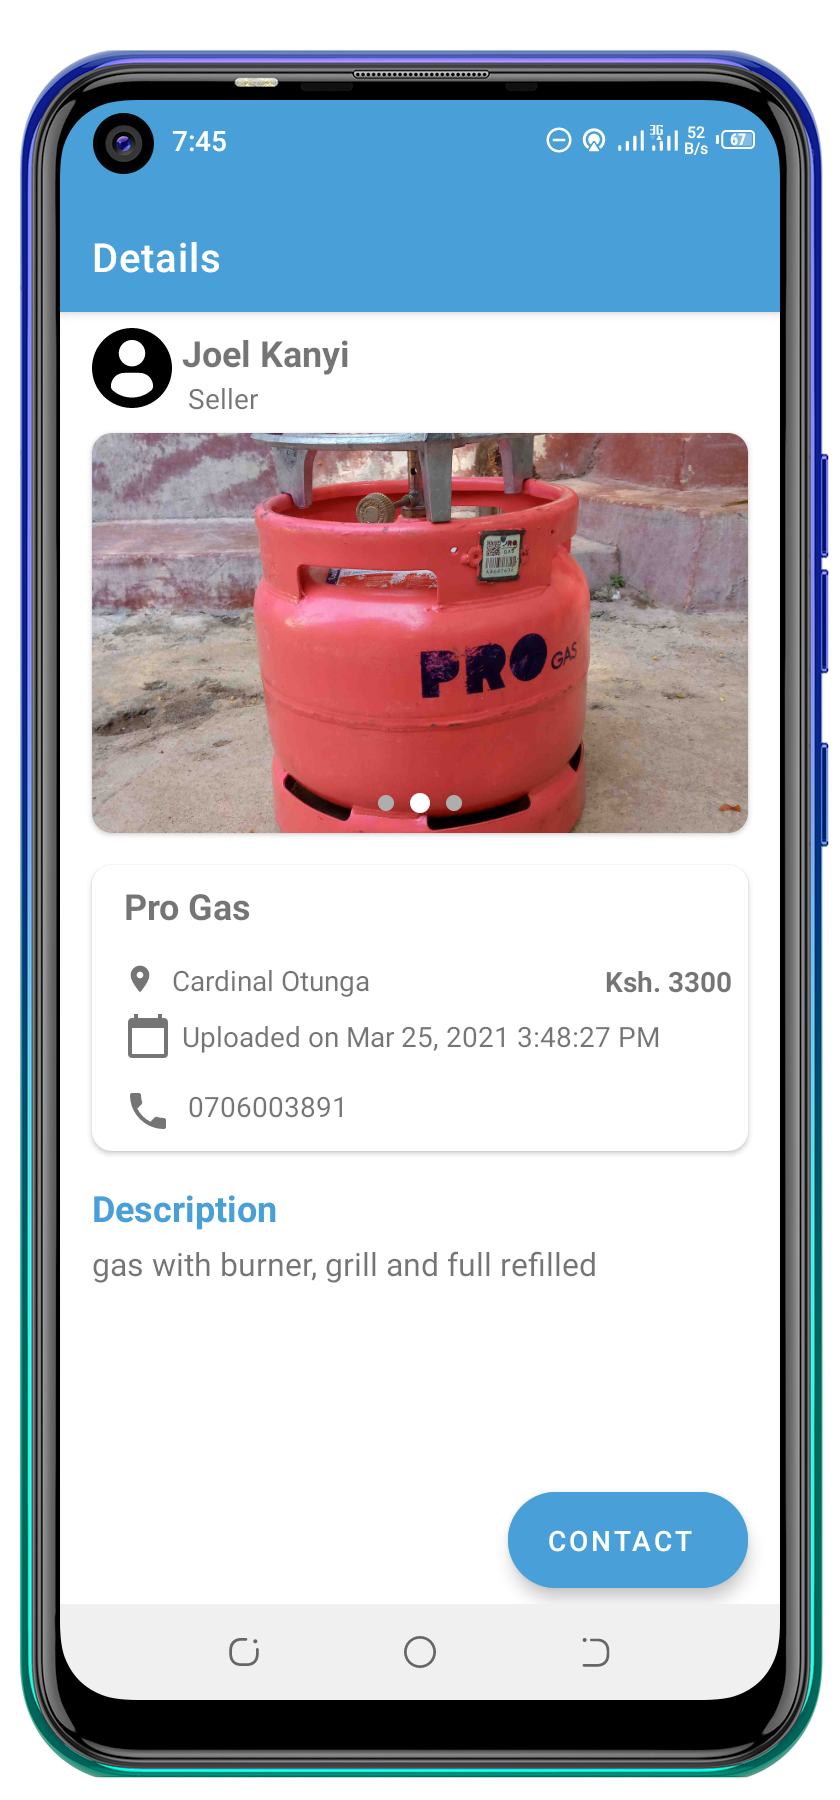 7:45
3G
52
B/s
67
Details
Joel Kanyi
Seller
PRO GAS
Pro Gas
Cardinal Otunga
Ksh. 3300
Uploaded on Mar 25, 2021 3:48:27 PM
0706003891
Description
gas with burner, grill and full refilled
CONTACT